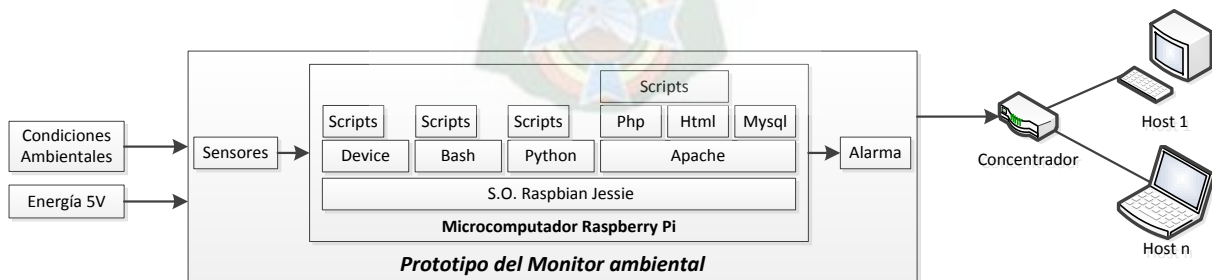 Condiciones
Ambientales
Energía 5V
Sensores
Scripts
Scripts Scripts Scripts Php Html Mysql
Device Bash Python Apache
S.O. Raspbian Jessie
Microcomputador Raspberry Pi
Prototipo del Monitor ambiental
Alarma
Concentrador
Host 1
Host n